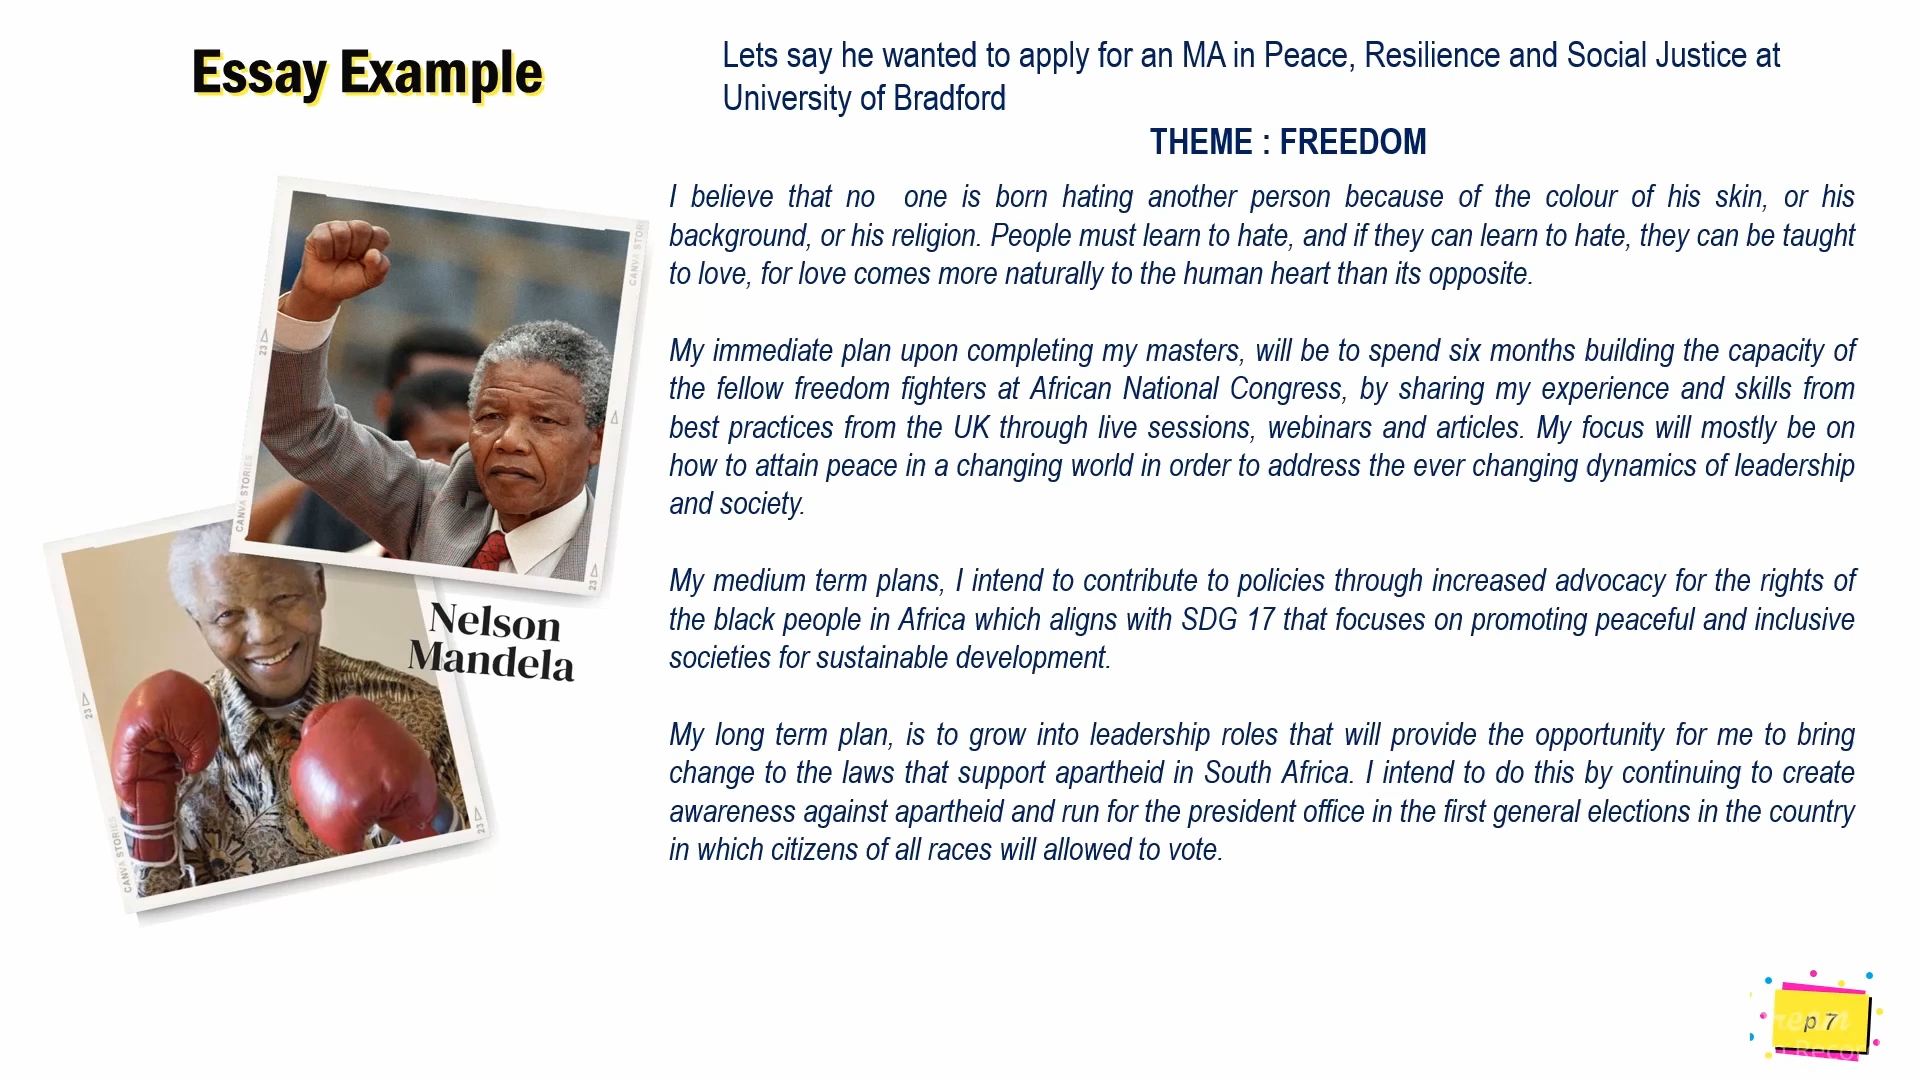 Essay Example
Lets say he wanted to apply for an MA in Peace, Resilience and Social Justice at
University of Bradford
THEME : FREEDOM
I believe that no one is born hating another person because of the colour of his skin, or his
background, or his religion. People must learn to hate, and if they can learn to hate, they can be taught
to love, for love comes more naturally to the human heart than its opposite.
My immediate plan upon completing my masters, will be to spend six months building the capacity of
the fellow freedom fighters at African National Congress, by sharing my experience and skills from
best practices from the UK through live sessions, webinars and articles. My focus will mostly be on
how to attain peace in a changing world in order to address the ever changing dynamics of leadership
and society.
My medium term plans, I intend to contribute to policies through increased advocacy for the rights of
the black people in Africa which aligns with SDG 17 that focuses on promoting peaceful and inclusive
societies for sustainable development.
My long term plan, is to grow into leadership roles that will provide the opportunity for me to bring
change to the laws that support apartheid in South Africa. I intend to do this by continuing to create
awareness against apartheid and run for the president office in the first general elections in the country
in which citizens of all races will allowed to vote.
CANVA STOR
23
CANVA STORIES
23
Nelson
Mandela
23
CANVA STORIES
23
p 7